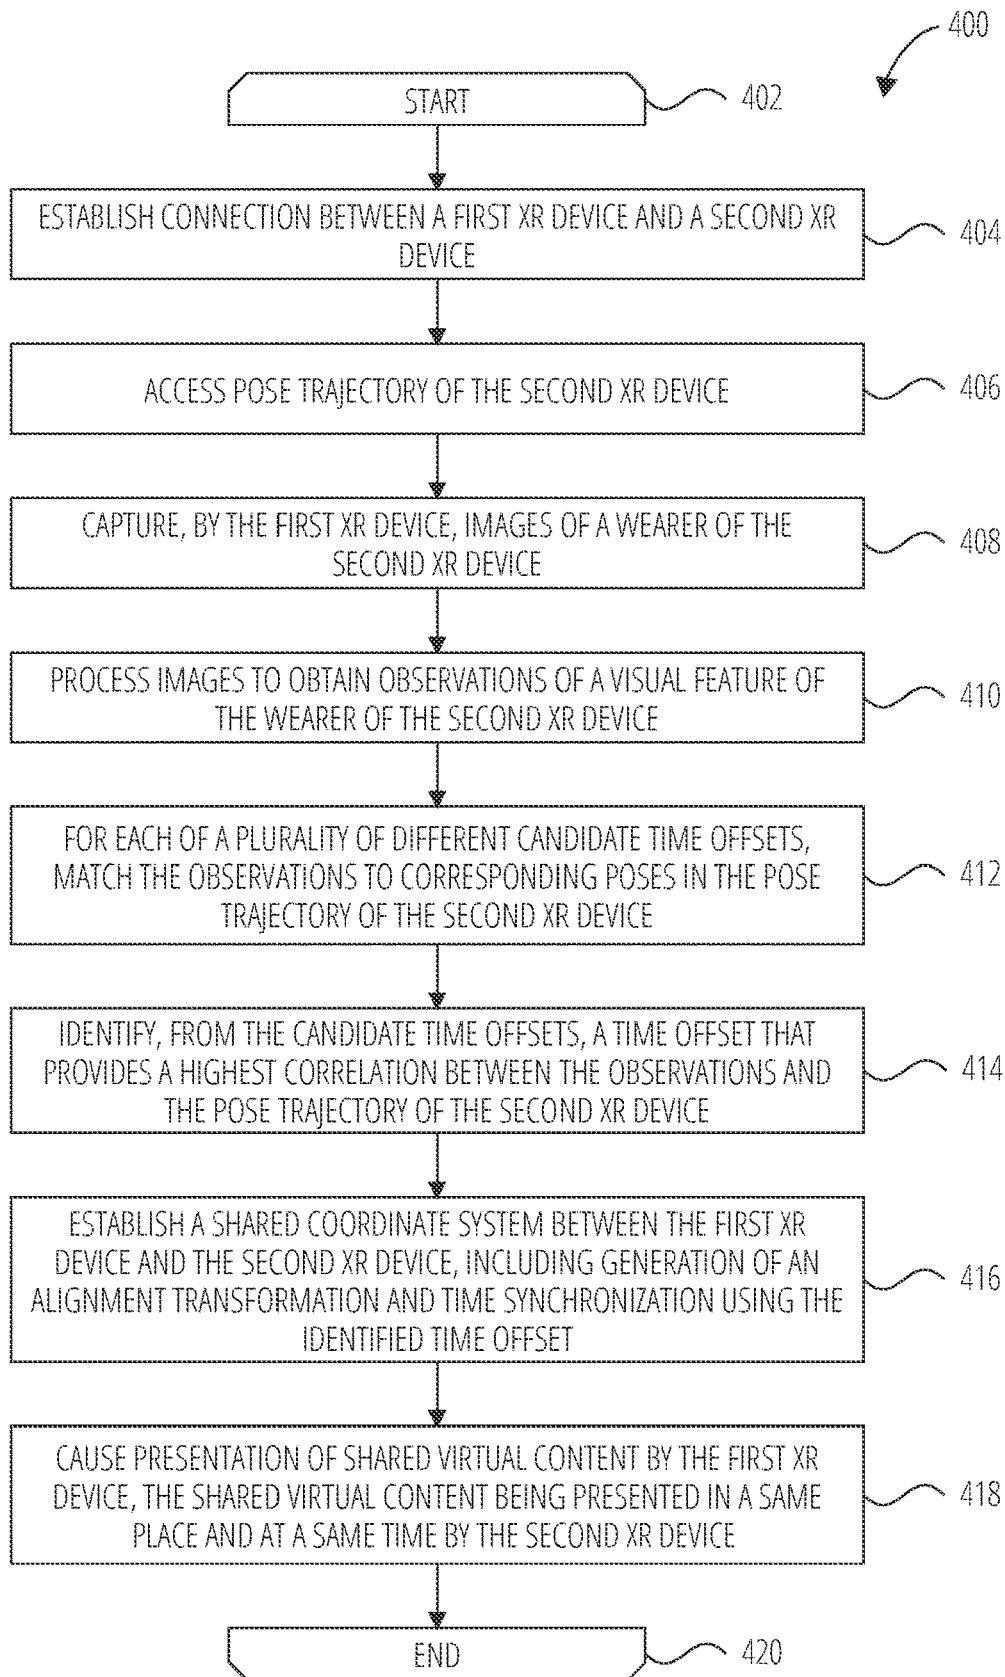 400
START
402
ESTABLISH CONNECTION BETWEEN A FIRST XR DEVICE AND A SECOND XR
DEVICE
404
ACCESS POSE TRAJECTORY OF THE SECOND XR DEVICE
406
CAPTURE, BY THE FIRST XR DEVICE, IMAGES OF A WEARER OF THE
SECOND XR DEVICE
408
PROCESS IMAGES TO OBTAIN OBSERVATIONS OF A VISUAL FEATURE OF
THE WEARER OF THE SECOND XR DEVICE
410
FOR EACH OF A PLURALITY OF DIFFERENT CANDIDATE TIME OFFSETS,
MATCH THE OBSERVATIONS TO CORRESPONDING POSES IN THE POSE
TRAJECTORY OF THE SECOND XR DEVICE
412
IDENTIFY, FROM THE CANDIDATE TIME OFFSETS, A TIME OFFSET THAT
PROVIDES A HIGHEST CORRELATION BETWEEN THE OBSERVATIONS AND
THE POSE TRAJECTORY OF THE SECOND XR DEVICE
414
ESTABLISH A SHARED COORDINATE SYSTEM BETWEEN THE FIRST XR
DEVICE AND THE SECOND XR DEVICE, INCLUDING GENERATION OF AN
ALIGNMENT TRANSFORMATION AND TIME SYNCHRONIZATION USING THE
IDENTIFIED TIME OFFSET
416
CAUSE PRESENTATION OF SHARED VIRTUAL CONTENT BY THE FIRST XR
DEVICE, THE SHARED VIRTUAL CONTENT BEING PRESENTED IN A SAME
PLACE AND AT A SAME TIME BY THE SECOND XR DEVICE
418
END
420